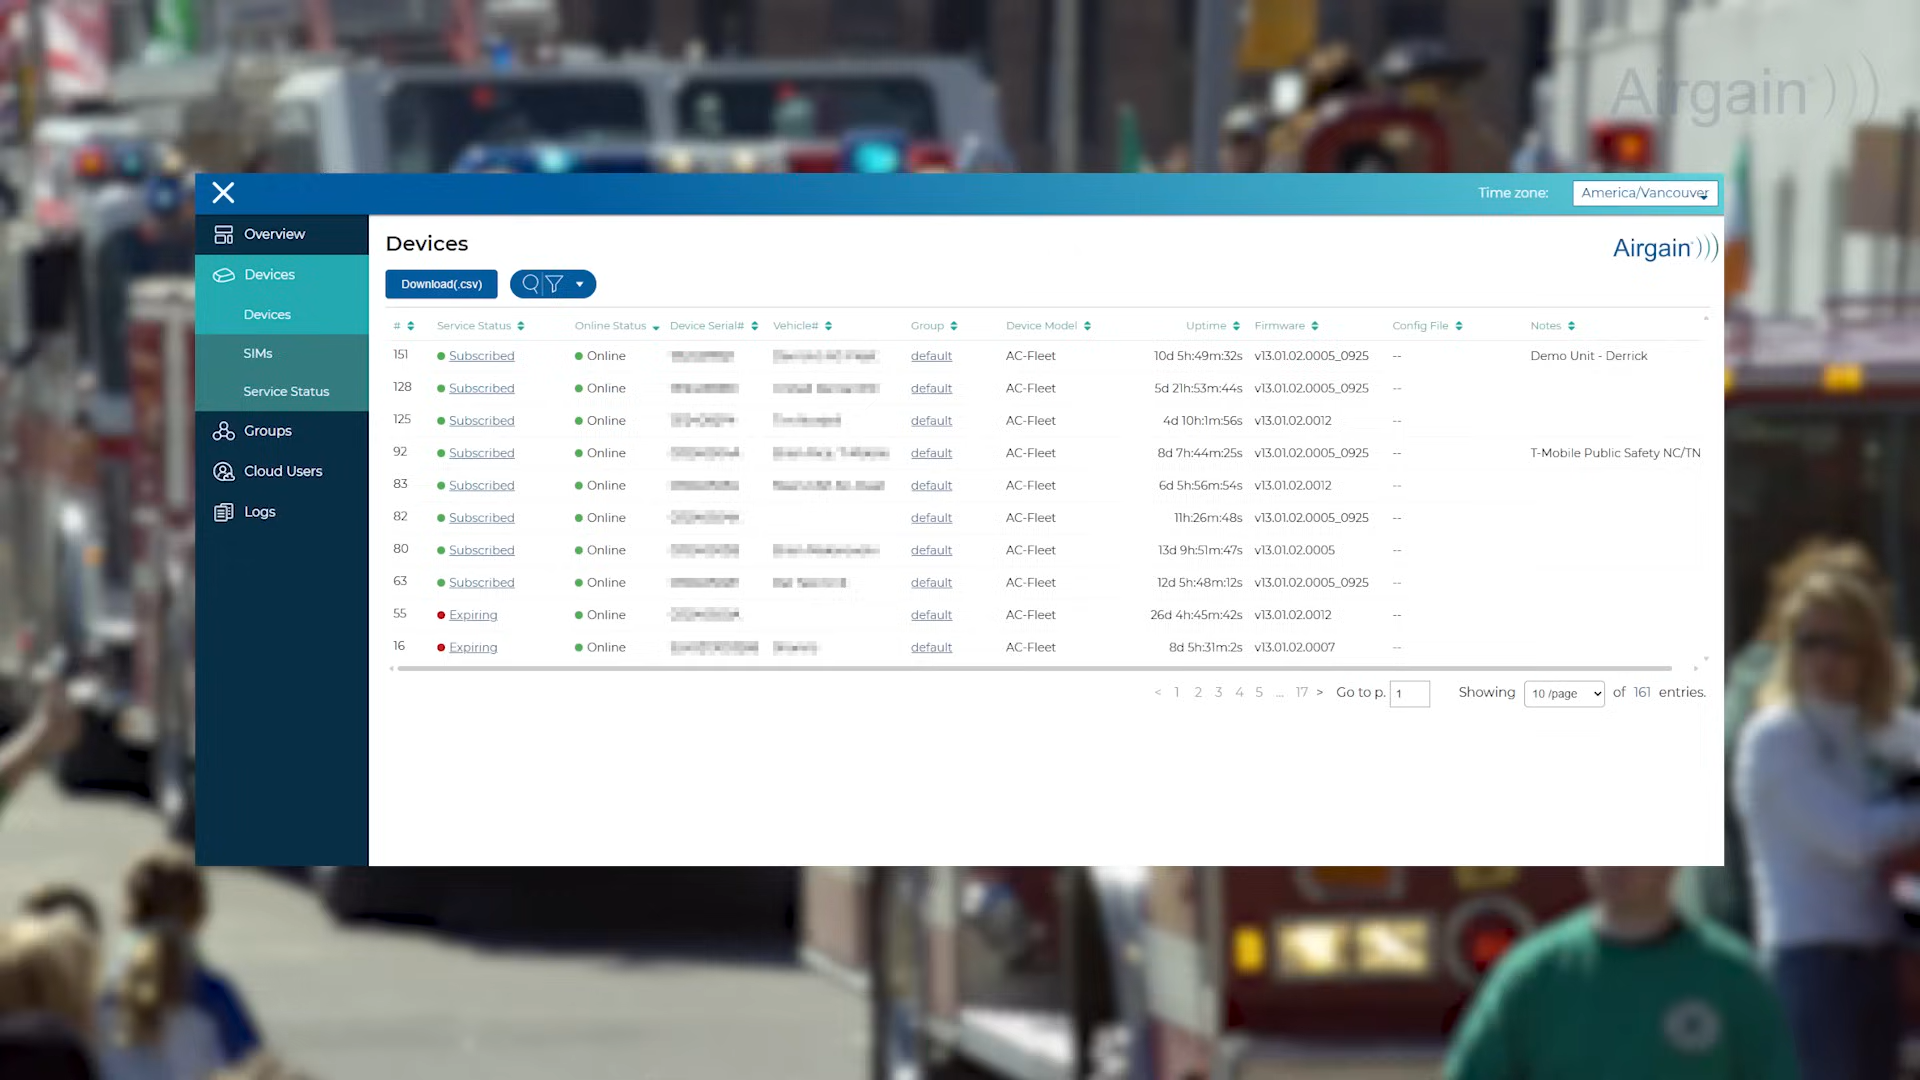 Airgain
Time zone: America/Vancouver
Overview
Devices
Devices
SIMs
Service Status
Groups
Cloud Users
Logs
Devices
Airgain
Download(.csv)
# Service Status Online Status Device Serial# Vehicle# Group Device Model Uptime Firmware Config File Notes
151 Subscribed Online default AC-Fleet 10d 5h:49m:32s v13.01.02.0005_0925 -- Demo Unit - Derrick
128 Subscribed Online default AC-Fleet 5d 21h:53m:44s v13.01.02.0005_0925 --
125 Subscribed Online default AC-Fleet 4d 10h:1m:56s v13.01.02.0012 --
92 Subscribed Online default AC-Fleet 8d 7h:44m:25s v13.01.02.0005_0925 -- T-Mobile Public Safety NC/TN
83 Subscribed Online default AC-Fleet 6d 5h:56m:54s v13.01.02.0012 --
82 Subscribed Online default AC-Fleet 11h:26m:48s v13.01.02.0005_0925 --
80 Subscribed Online default AC-Fleet 13d 9h:51m:47s v13.01.02.0005 --
63 Subscribed Online default AC-Fleet 12d 5h:48m:12s v13.01.02.0005_0925 --
55 Expiring Online default AC-Fleet 26d 4h:45m:42s v13.01.02.0012 --
16 Expiring Online default AC-Fleet 8d 5h:31m:2s v13.01.02.0007 --
< 1 2 3 4 5 ... 17 > Go to p. 1 Showing 10 /page of 161 entries.